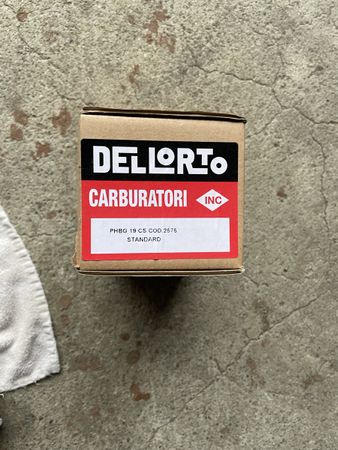 DELLORTO
CARBURATORI INC
PHBG 19 CS COD.2575
STANDARD